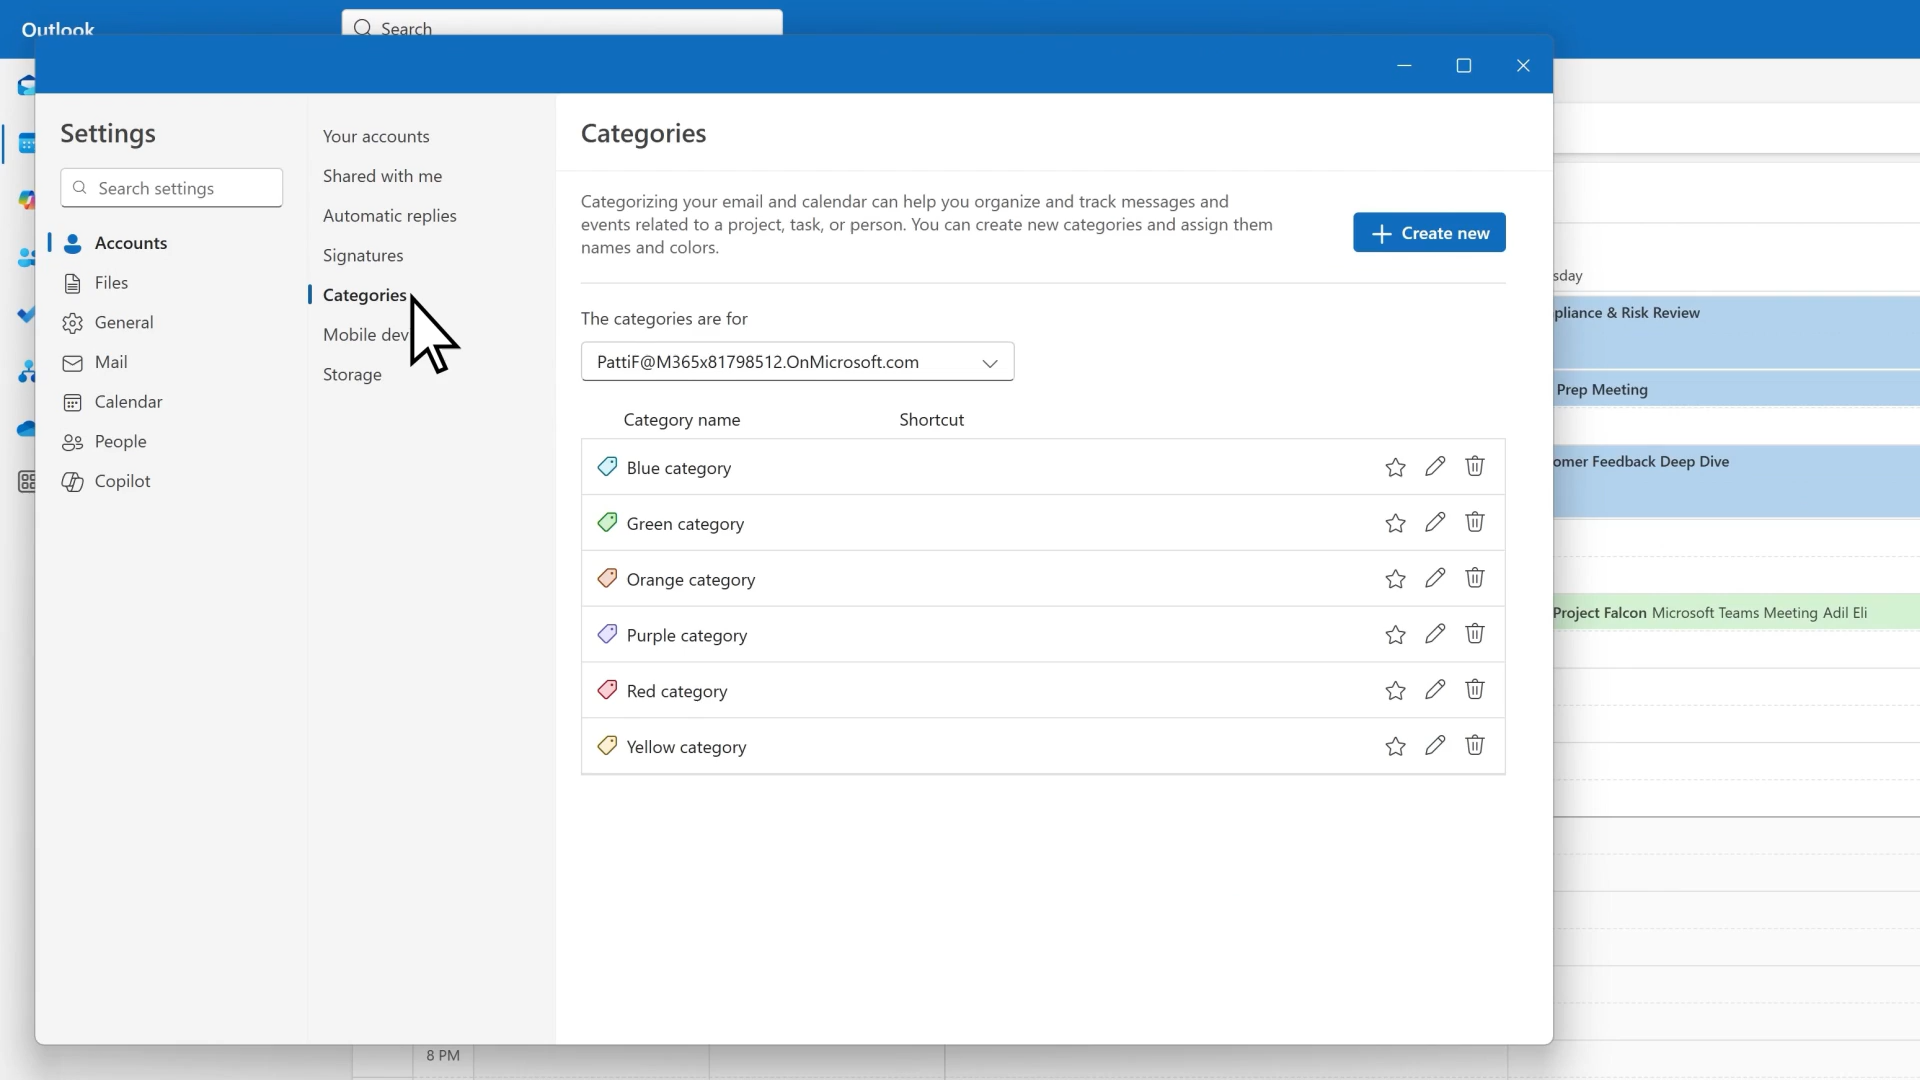 Outlook
Search
Settings
Search settings
Accounts
Files
General
Mail
Calendar
People
Copilot
Your accounts
Shared with me
Automatic replies
Signatures
Categories
Mobile dev
Storage
Categories
Categorizing your email and calendar can help you organize and track messages and
events related to a project, task, or person. You can create new categories and assign them
names and colors.
Create new
The categories are for
PattiF@M365x81798512.OnMicrosoft.com
Category name Shortcut
Blue category
Green category
Orange category
Purple category
Red category
Yellow category
sday
pliance & Risk Review
Prep Meeting
omer Feedback Deep Dive
Project Falcon Microsoft Teams Meeting Adil Eli
8 PM